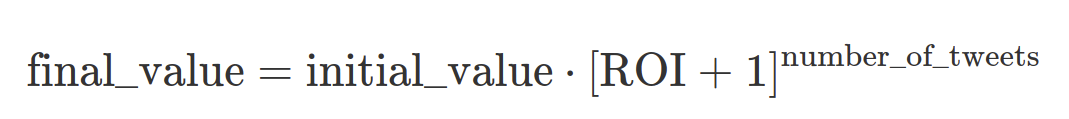 final_value = initial_value · [ROI + 1]^number_of_tweets